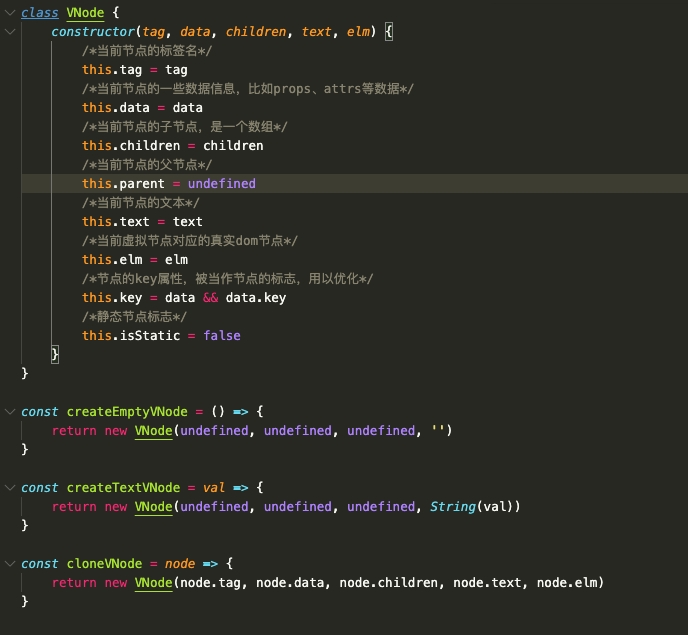 class VNode {
constructor(tag, data, children, text, elm) {
/*当前节点的标签名*/
this.tag = tag
/*当前节点的一些数据信息，比如props、attrs等数据*/
this.data = data
/*当前节点的子节点，是一个数组*/
this.children = children
/*当前节点的父节点*/
this.parent = undefined
/*当前节点的文本*/
this.text = text
/*当前虚拟节点对应的真实dom节点*/
this.elm = elm
/*节点的key属性，被当作节点的标志，用以优化*/
this.key = data && data.key
/*静态节点标志*/
this.isStatic = false
}
}
const createEmptyVNode = () => {
return new VNode(undefined, undefined, undefined, '')
}
const createTextVNode = val => {
return new VNode(undefined, undefined, undefined, String(val))
}
const cloneVNode = node => {
return new VNode(node.tag, node.data, node.children, node.text, node.elm)
}